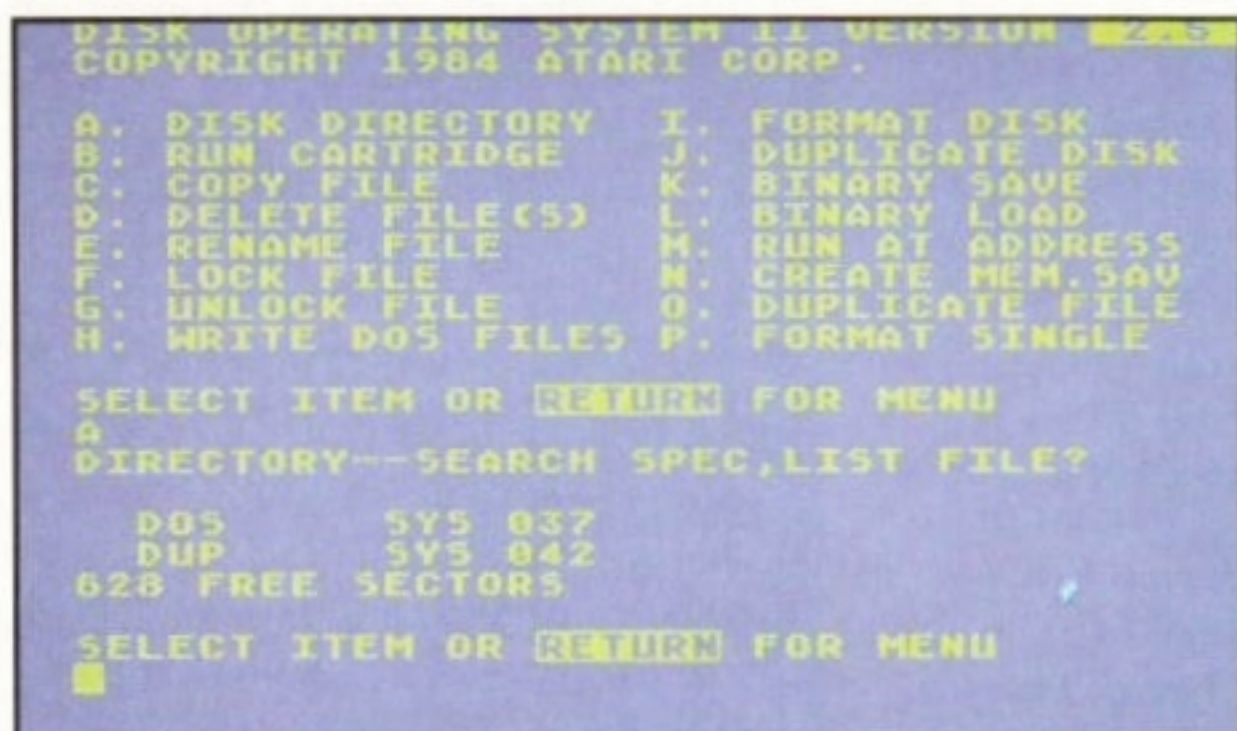 DISK OPERATING SYSTEM II VERSION 2.5
COPYRIGHT 1984 ATARI CORP.
A. DISK DIRECTORY I. FORMAT DISK
B. RUN CARTRIDGE J. DUPLICATE DISK
C. COPY FILE K. BINARY SAVE
D. DELETE FILE(S) L. BINARY LOAD
E. RENAME FILE M. RUN AT ADDRESS
F. LOCK FILE N. CREATE MEM.SAV
G. UNLOCK FILE O. DUPLICATE FILE
H. WRITE DOS FILES P. FORMAT SINGLE
SELECT ITEM OR RETURN FOR MENU
A
DIRECTORY--SEARCH SPEC,LIST FILE?
DOS SYS 037
DUP SYS 042
628 FREE SECTORS
SELECT ITEM OR RETURN FOR MENU